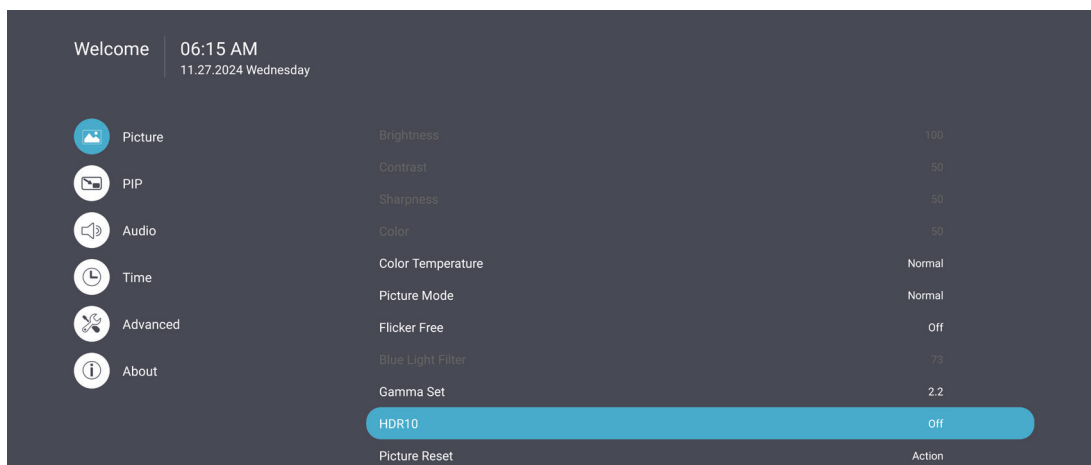 Welcome
06:15 AM
11.27.2024 Wednesday
Picture
PIP
Audio
Time
Advanced
About
Brightness 100
Contrast 50
Sharpness 50
Color 50
Color Temperature Normal
Picture Mode Normal
Flicker Free Off
Blue Light Filter 73
Gamma Set 2.2
HDR10 Off
Picture Reset Action